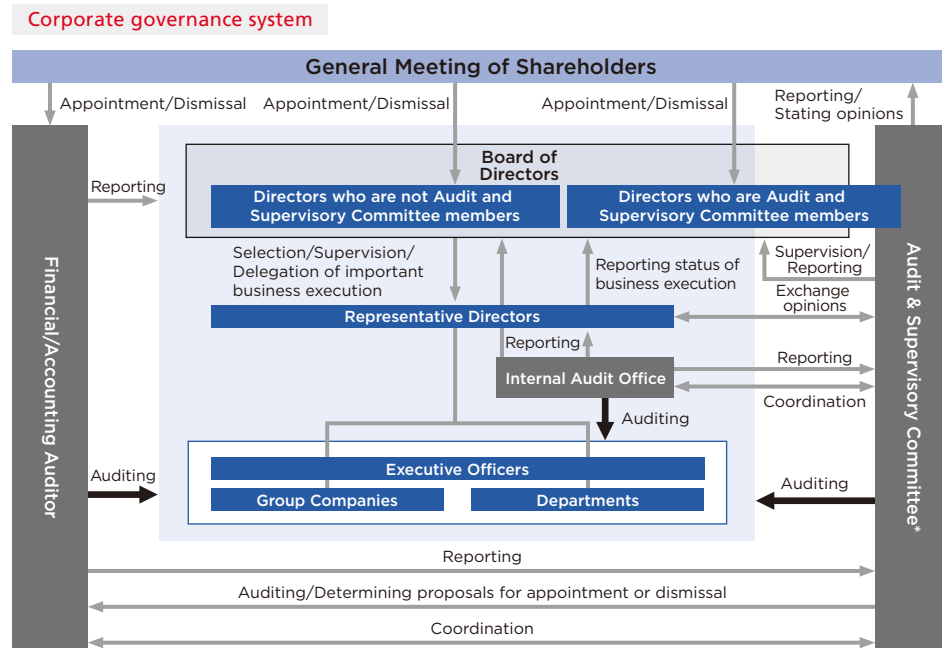 Corporate governance system
General Meeting of Shareholders
Appointment/Dismissal
Appointment/Dismissal
Appointment/Dismissal
Reporting/
Stating opinions
Board of
Directors
Reporting
Directors who are not Audit and
Supervisory Committee members
Directors who are Audit and
Supervisory Committee members
Selection/Supervision/
Delegation of important
business execution
Reporting status of
business execution
Supervision/
Reporting
Exchange
opinions
Representative Directors
Reporting
Internal Audit Office
Reporting
Coordination
Auditing
Financial/Accounting Auditor
Audit & Supervisory Committee*
Auditing
Executive Officers
Group Companies
Departments
Auditing
Reporting
Auditing/Determining proposals for appointment or dismissal
Coordination